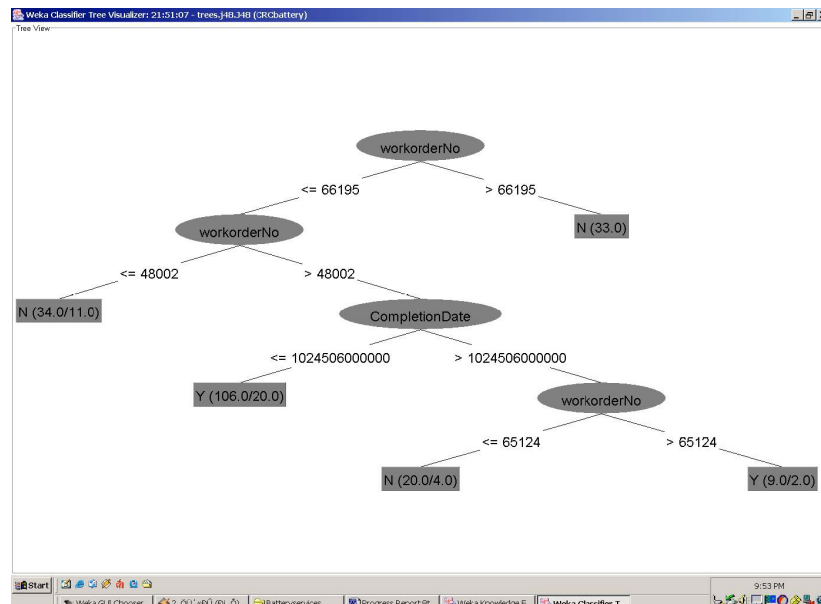 Weka Classifier Tree Visualizer: 21:51:07 - trees.j48.J48 (CRCbattery)
Tree View
workorderNo
<= 66195
> 66195
workorderNo
N (33.0)
<= 48002
> 48002
N (34.0/11.0)
CompletionDate
<= 1024506000000
> 1024506000000
Y (106.0/20.0)
workorderNo
<= 65124
> 65124
N (20.0/4.0)
Y (9.0/2.0)
Start
9:53 PM
Weka GUI Chooser
Batteryservices
Progress Report
Weka Knowledge F
Weka Classifier T